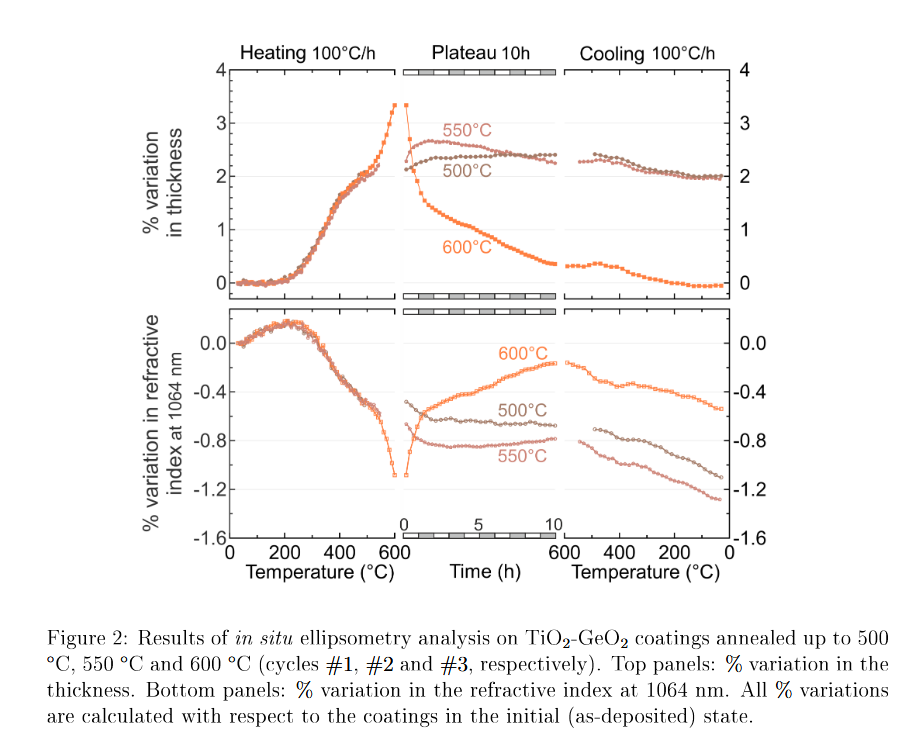 Heating 100°C/h Plateau 10h Cooling 100°C/h
4 4
3 3
2 2
1 1
0 0
% variation
in thickness
550°C
500°C
600°C
0.0 0.0
-0.4 -0.4
-0.8 -0.8
-1.2 -1.2
-1.6 -1.6
% variation in refractive
index at 1064 nm
600°C
500°C
550°C
0 5 10
0 200 400 600 600 400 200 0
Temperature (°C) Time (h) Temperature (°C)
Figure 2: Results of in situ ellipsometry analysis on TiO₂-GeO₂ coatings annealed up to 500
°C, 550 °C and 600 °C (cycles #1, #2 and #3, respectively). Top panels: % variation in the
thickness. Bottom panels: % variation in the refractive index at 1064 nm. All % variations
are calculated with respect to the coatings in the initial (as-deposited) state.